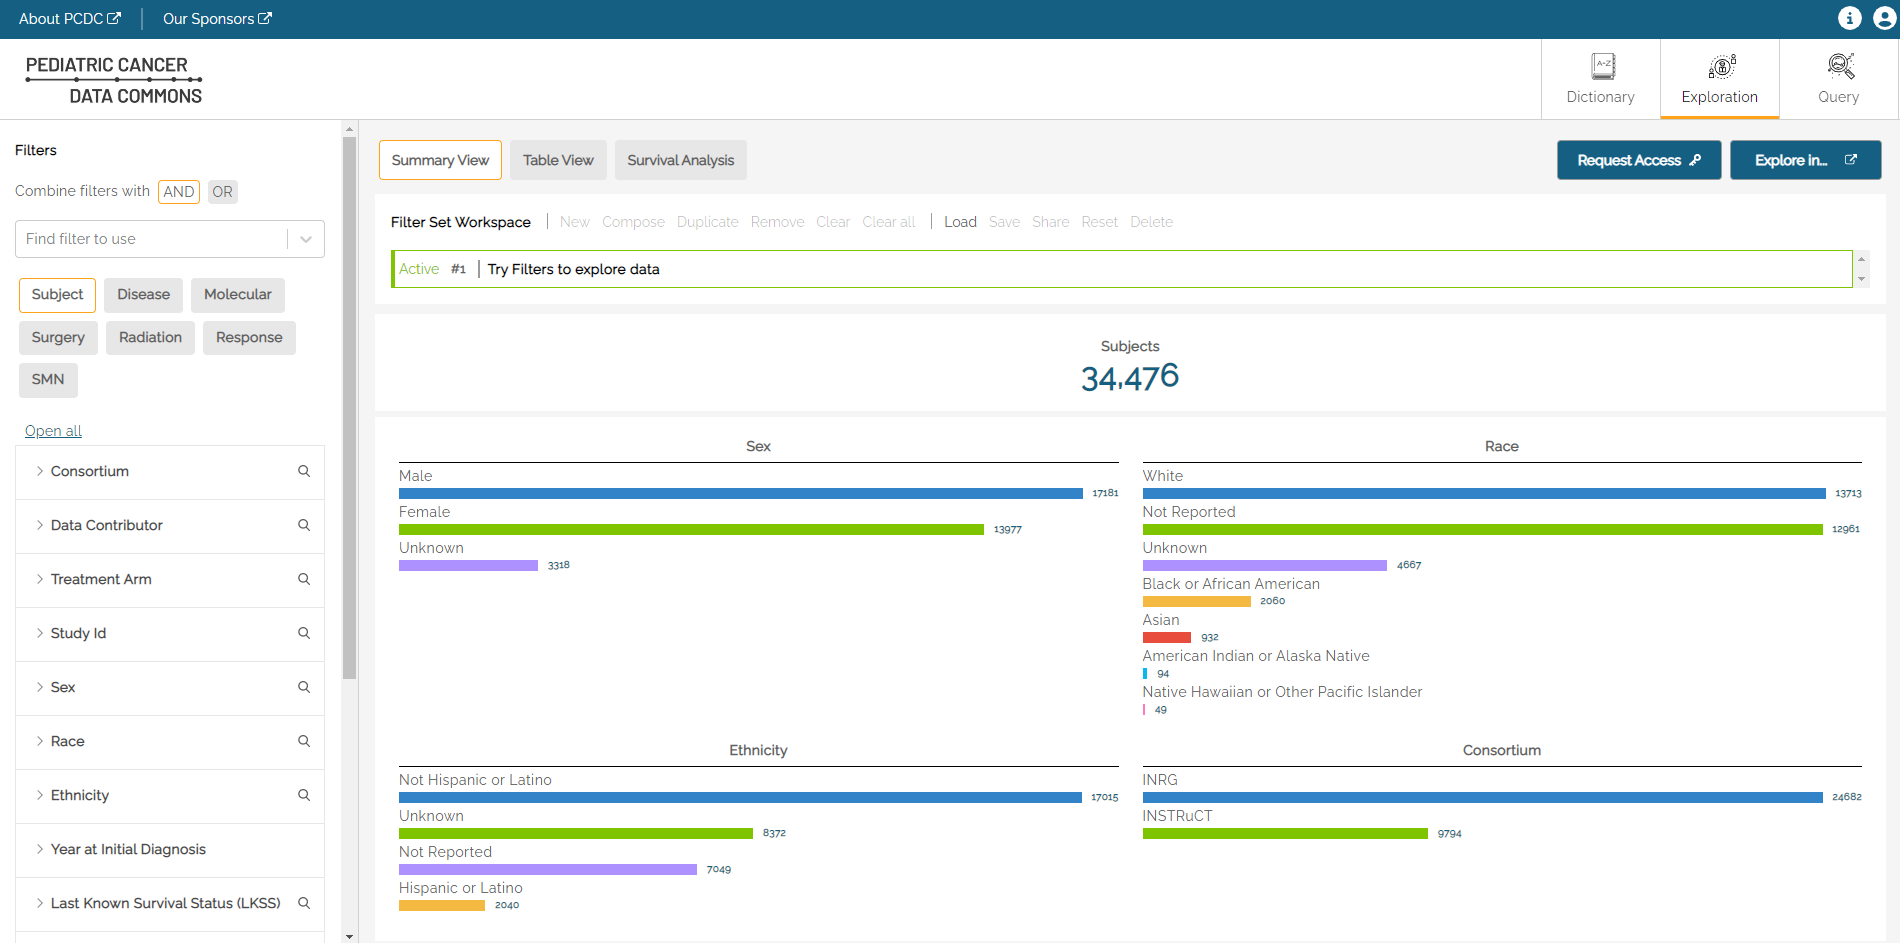 About PCDC
Our Sponsors
PEDIATRIC CANCER
DATA COMMONS
A-Z
Dictionary
Exploration
Query
Filters
Combine filters with AND OR
Find filter to use
Subject Disease Molecular
Surgery Radiation Response
SMN
Open all
Consortium
Data Contributor
Treatment Arm
Study Id
Sex
Race
Ethnicity
Year at Initial Diagnosis
Last Known Survival Status (LKSS)
Summary View Table View Survival Analysis
Request Access
Explore in...
Filter Set Workspace | New Compose Duplicate Remove Clear Clear all | Load Save Share Reset Delete
Active #1 | Try Filters to explore data
Subjects
34,476
Sex
Male
17181
Female
13977
Unknown
3318
Race
White
13713
Not Reported
12961
Unknown
4667
Black or African American
2060
Asian
932
American Indian or Alaska Native
94
Native Hawaiian or Other Pacific Islander
49
Ethnicity
Not Hispanic or Latino
17015
Unknown
8372
Not Reported
7049
Hispanic or Latino
2040
Consortium
INRG
24682
INSTRuCT
9794